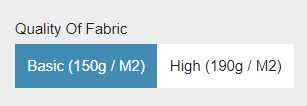 Quality Of Fabric
Basic (150g / M2) High (190g / M2)